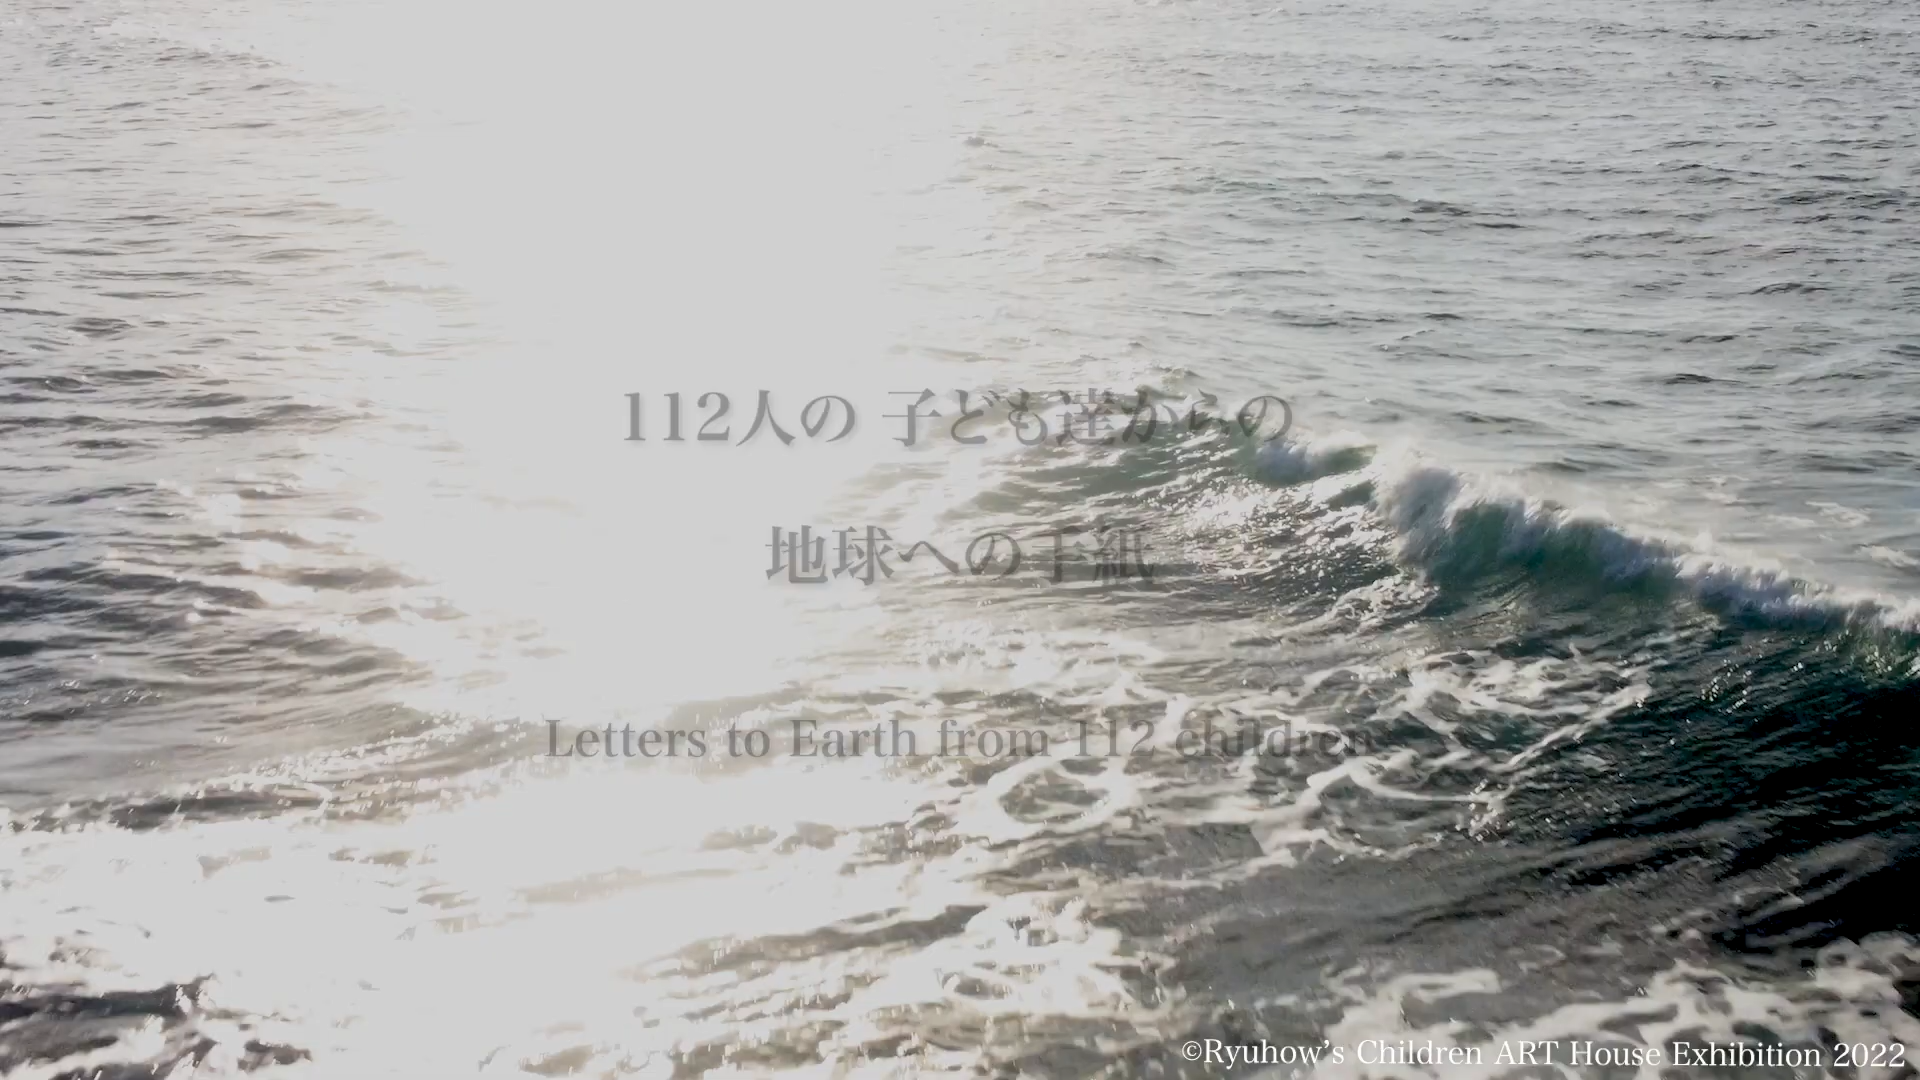 112人の 子ども達からの
地球への手紙
Letters to Earth from 112 children
©Ryuhow's Children ART House Exhibition 2022